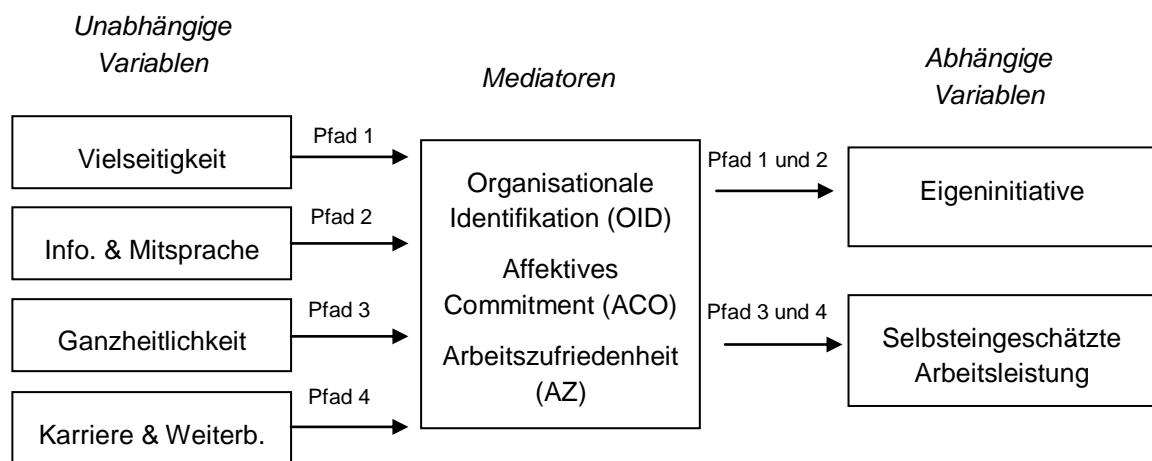 Unabhängige
Variablen
Mediatoren
Abhängige
Variablen
Vielseitigkeit
Pfad 1
Info. & Mitsprache
Pfad 2
Ganzheitlichkeit
Pfad 3
Karriere & Weiterb.
Pfad 4
Organisationale
Identifikation (OID)
Affektives
Commitment (ACO)
Arbeitszufriedenheit
(AZ)
Pfad 1 und 2
Eigeninitiative
Pfad 3 und 4
Selbsteingeschätzte
Arbeitsleistung